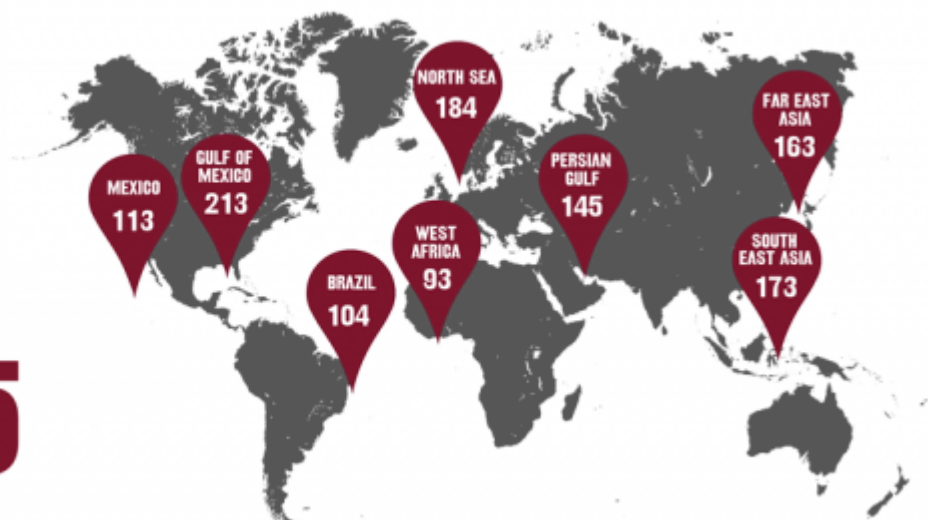 NORTH SEA
184
FAR EAST
ASIA
163
GULF OF
MEXICO
213
PERSIAN
GULF
145
MEXICO
113
WEST
AFRICA
93
SOUTH
EAST ASIA
173
BRAZIL
104